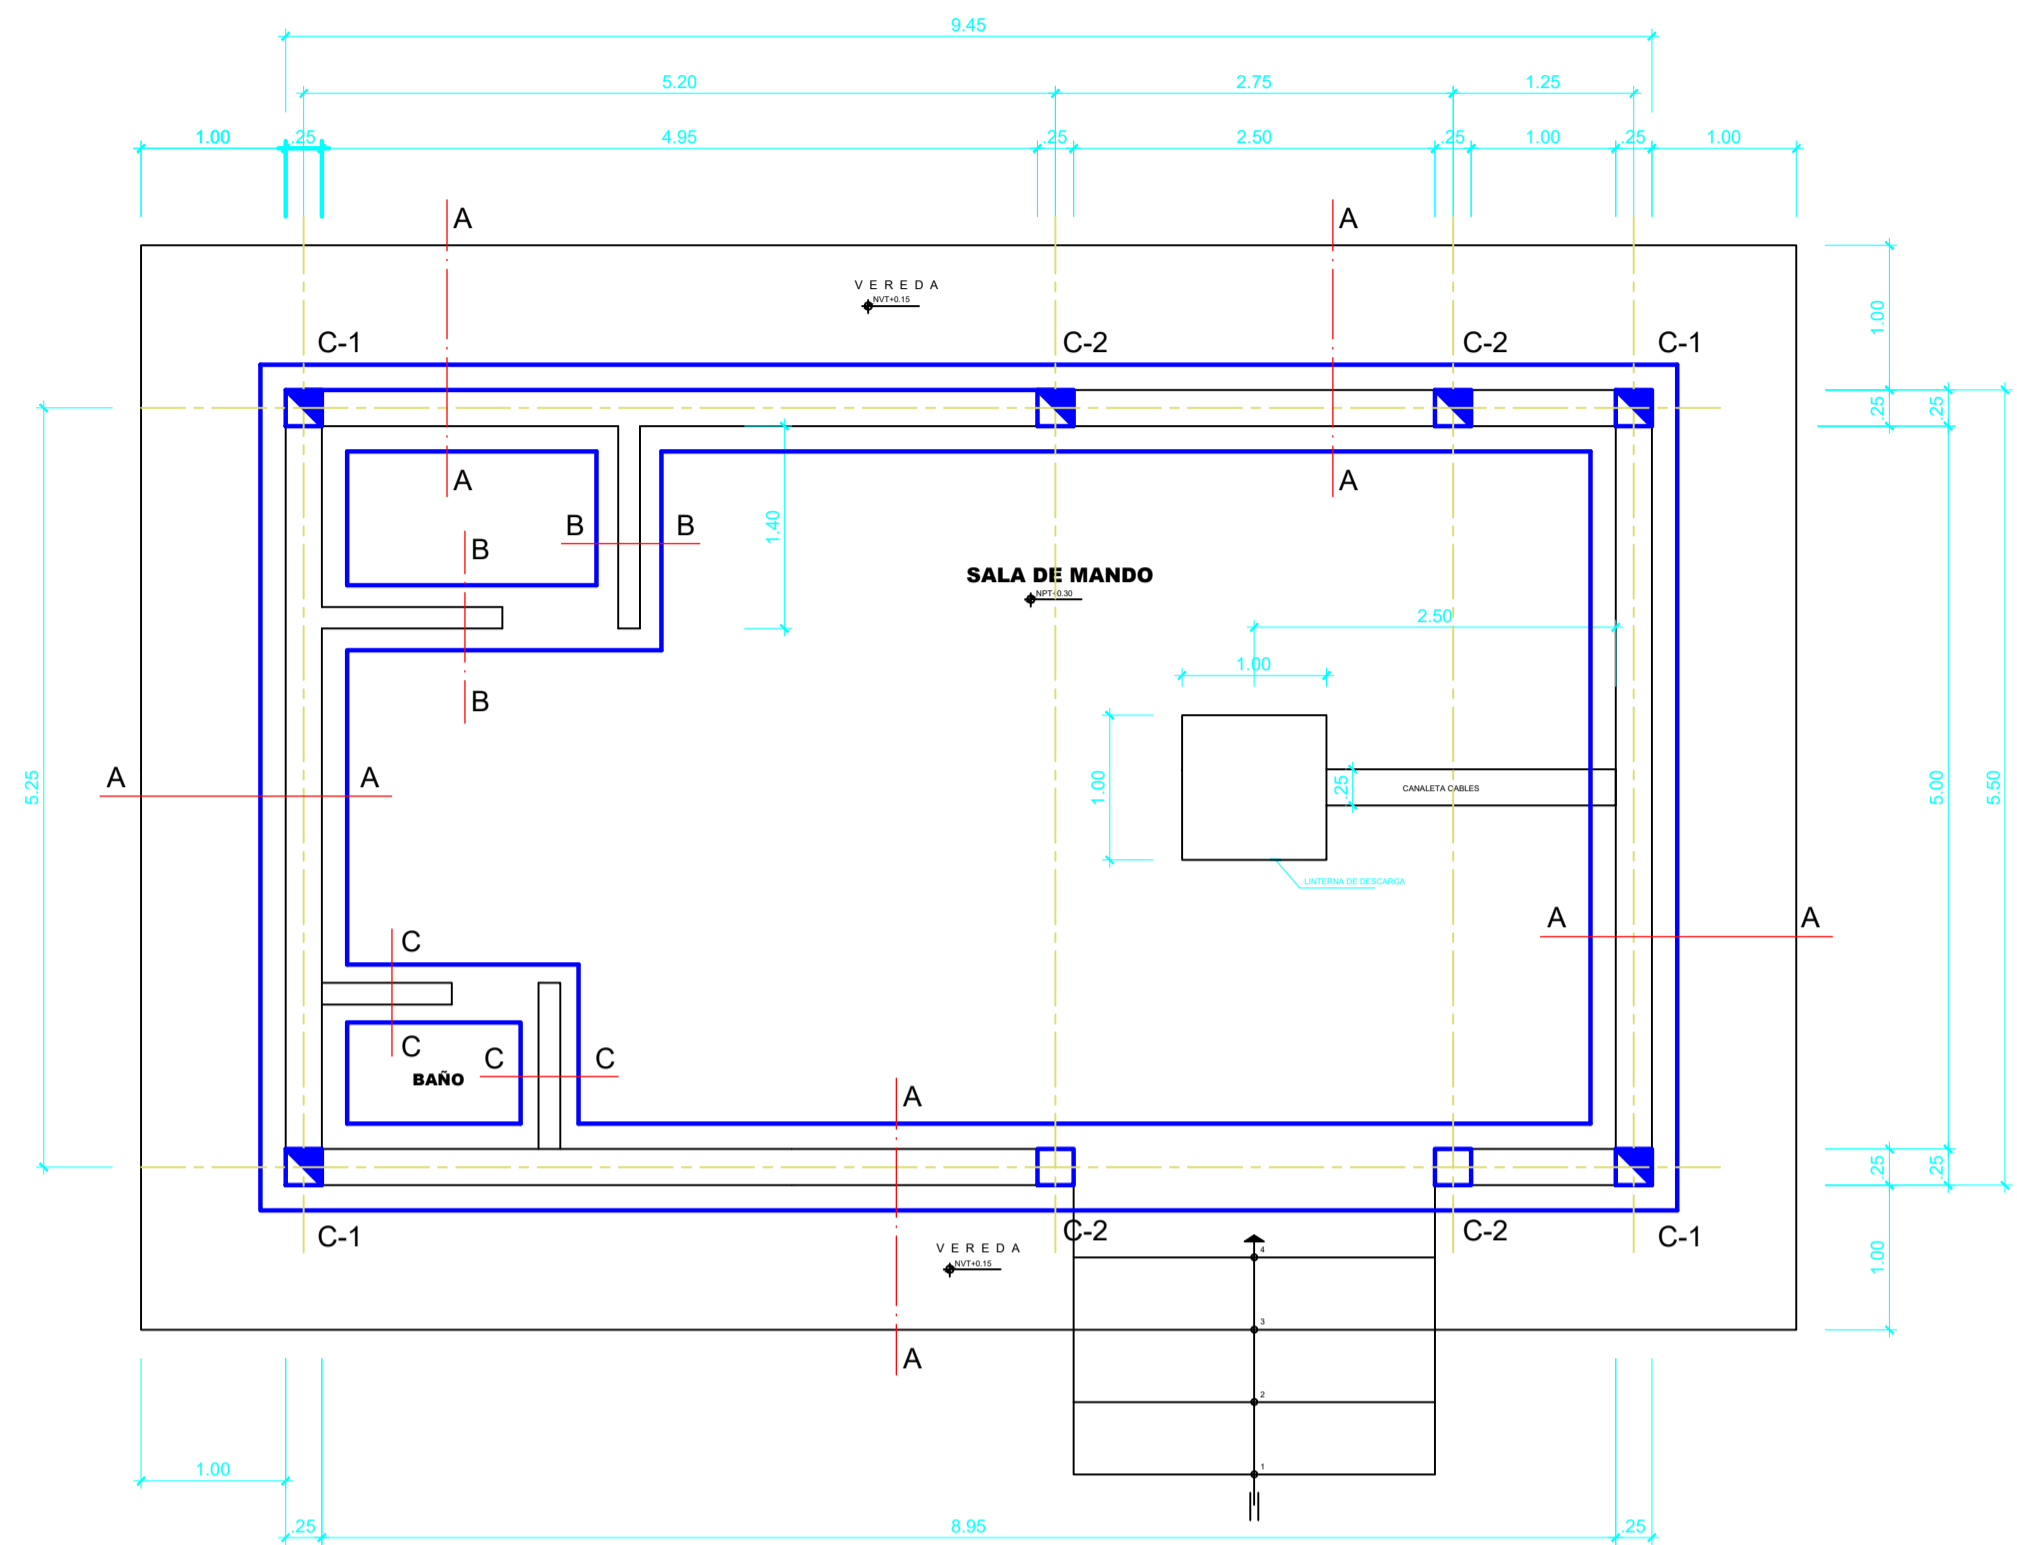 9.45
5.20 2.75 1.25
1.00 .25 4.95 .25 2.50 .25 1.00 .25 1.00
A A
V E R E D A
NVT+0.15
1.00
C-1 C-2 C-2 C-1
.25 .25
A A
B B B
1.40
SALA DE MANDO
NPT+0.30
2.50
1.00
B
A A
5.25
1.00
.25
CANALETA CABLES
5.00
5.50
LINTERNA DE DESCARGA
A A
C
C
C C
BAÑO
A
.25 .25
C-1 C-2 C-2 C-1
V E R E D A
NVT+0.15
4
1.00
3
A
2
1.00
1
.25 8.95 .25